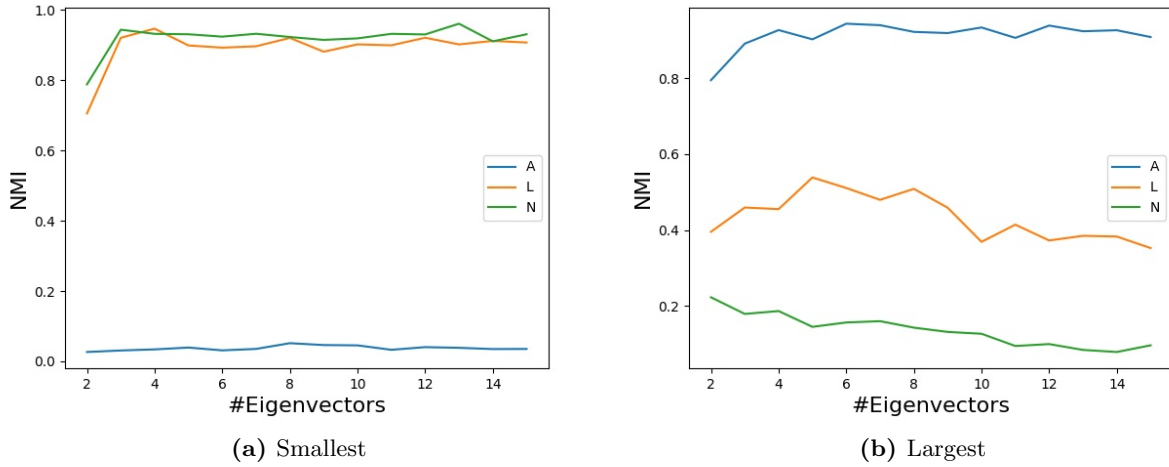 1.0
0.8
0.6
0.4
0.2
0.0
NMI
A
L
N
2 4 6 8 10 12 14
#Eigenvectors
(a) Smallest
0.8
0.6
0.4
0.2
NMI
A
L
N
2 4 6 8 10 12 14
#Eigenvectors
(b) Largest